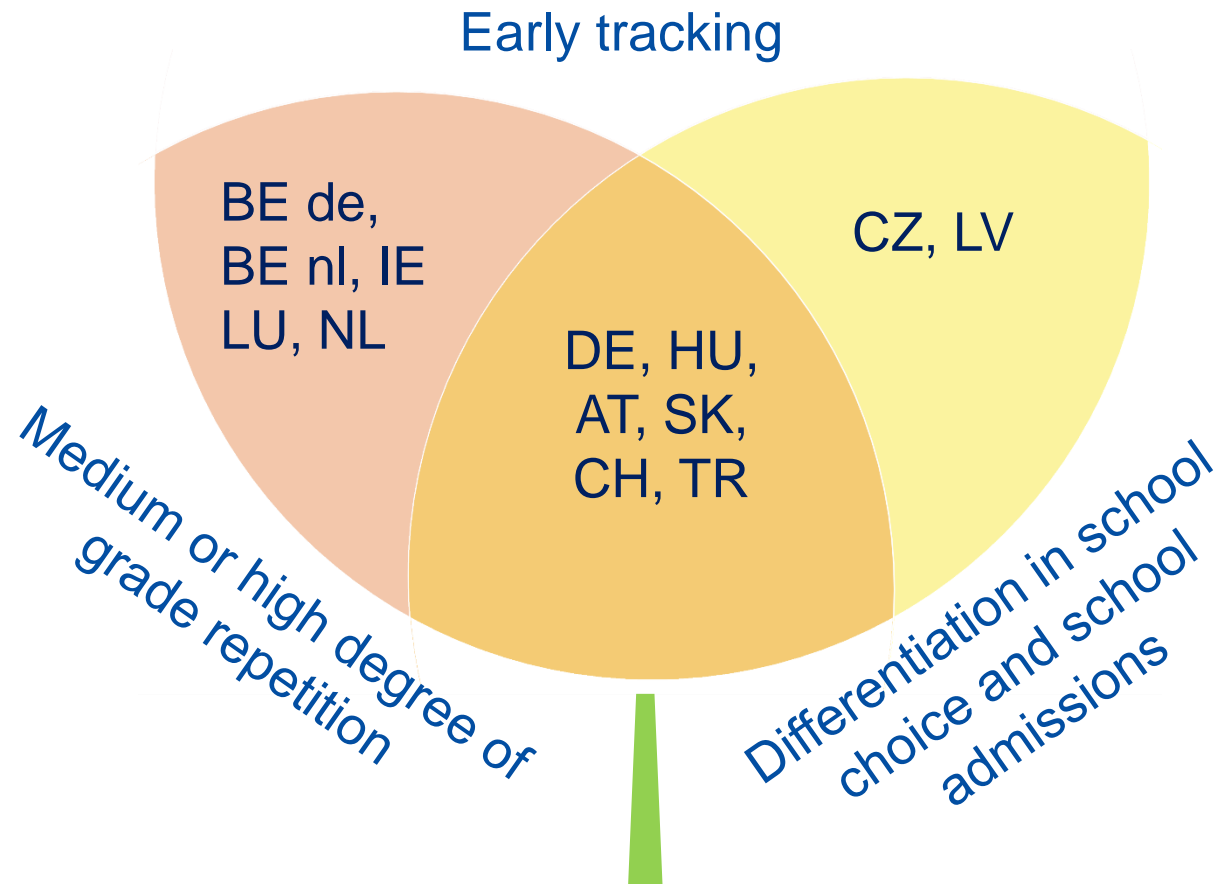 Early tracking
BE de,
BE nl, IE
LU, NL
CZ, LV
DE, HU,
AT, SK,
CH, TR
Medium or high degree of
grade repetition
Differentiation in school
choice and school
admissions